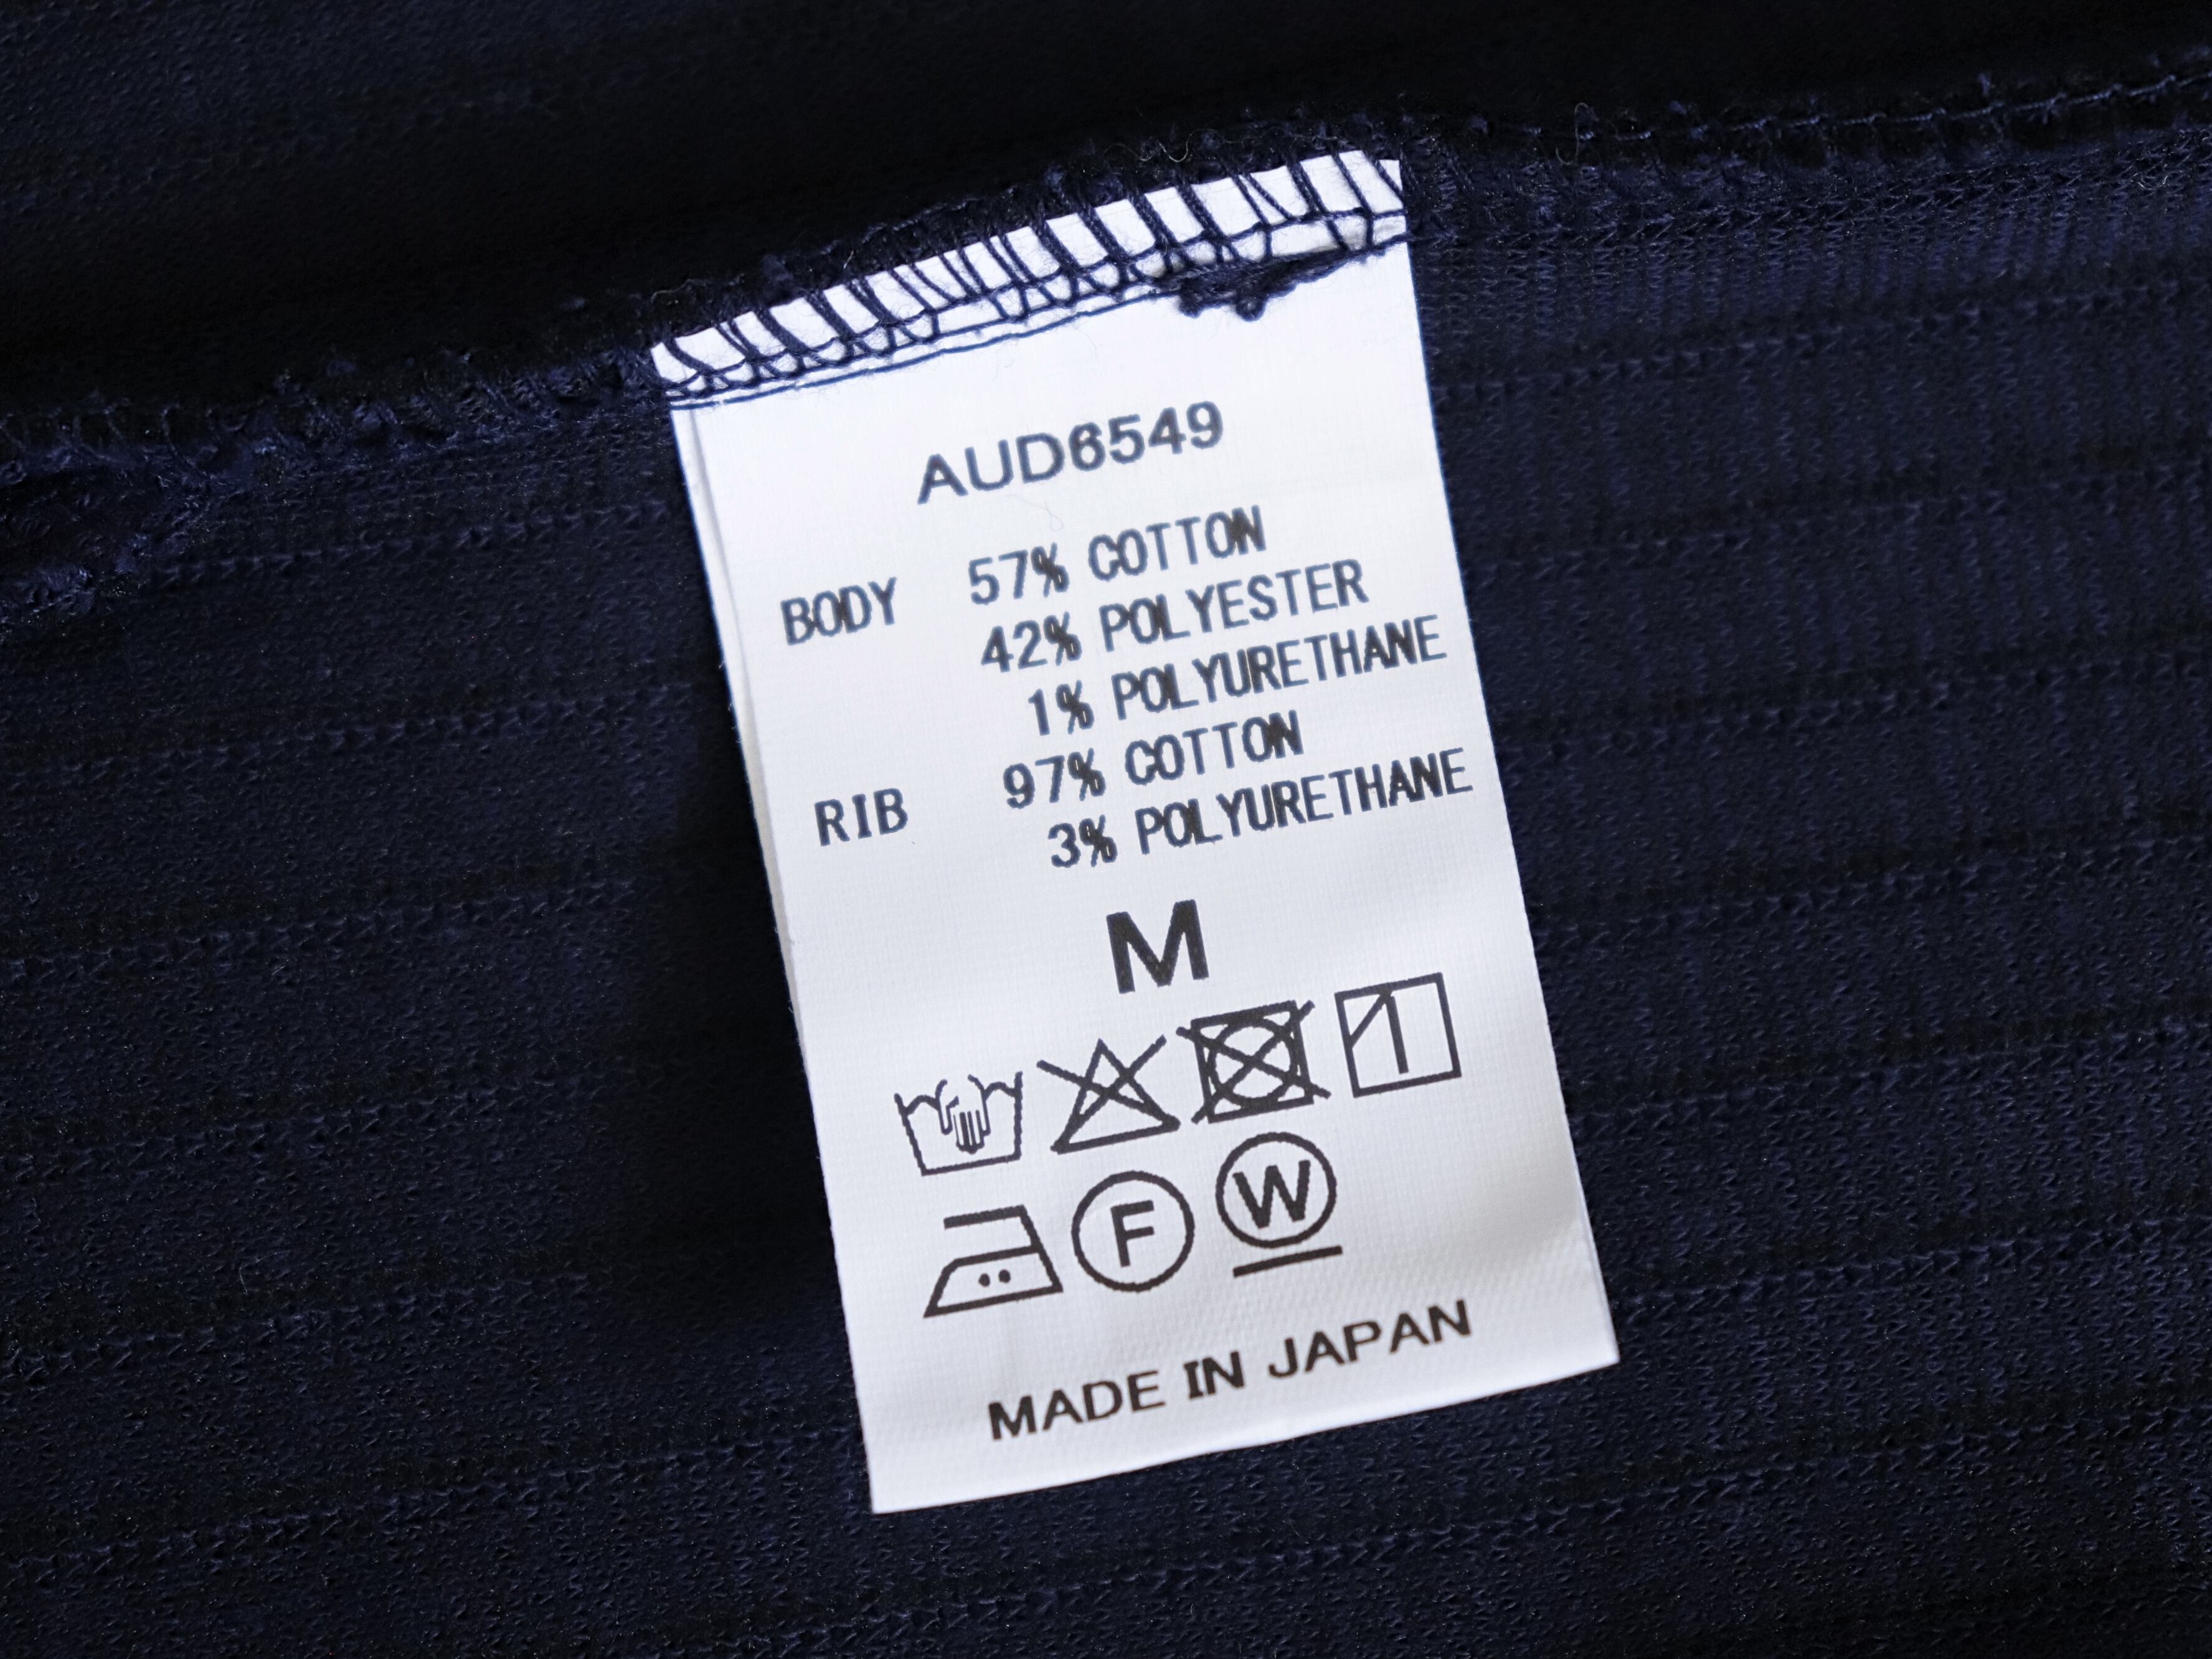 AUD6549
BODY 57% COTTON
42% POLYESTER
1% POLYURETHANE
RIB 97% COTTON
3% POLYURETHANE
M
F W
MADE IN JAPAN